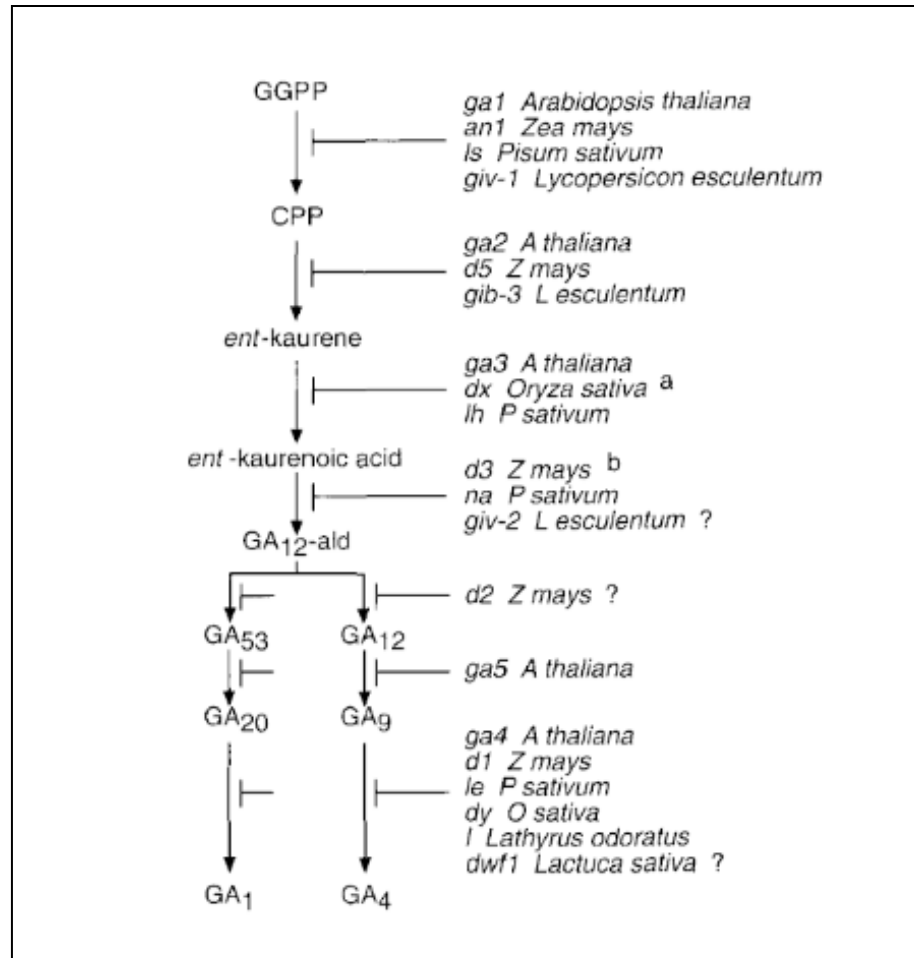 GGPP
ga1 Arabidopsis thaliana
an1 Zea mays
ls Pisum sativum
giv-1 Lycopersicon esculentum
CPP
ga2 A thaliana
d5 Z mays
gib-3 L esculentum
ent-kaurene
ga3 A thaliana
dx Oryza sativa a
lh P sativum
ent -kaurenoic acid
d3 Z mays b
na P sativum
giv-2 L esculentum ?
GA12-ald
d2 Z mays ?
GA53 GA12
ga5 A thaliana
GA20 GA9
ga4 A thaliana
d1 Z mays
le P sativum
dy O sativa
l Lathyrus odoratus
dwf1 Lactuca sativa ?
GA1 GA4